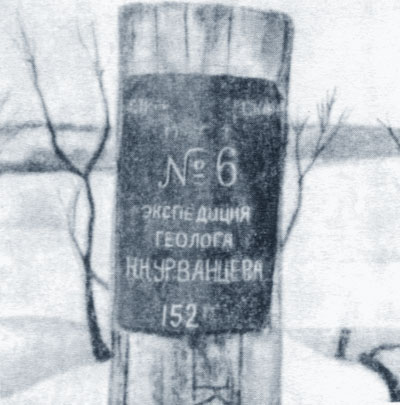 № 6
ЭКСПЕДИЦИЯ
ГЕОЛОГА
Н.Н.УРВАНЦЕВА
152